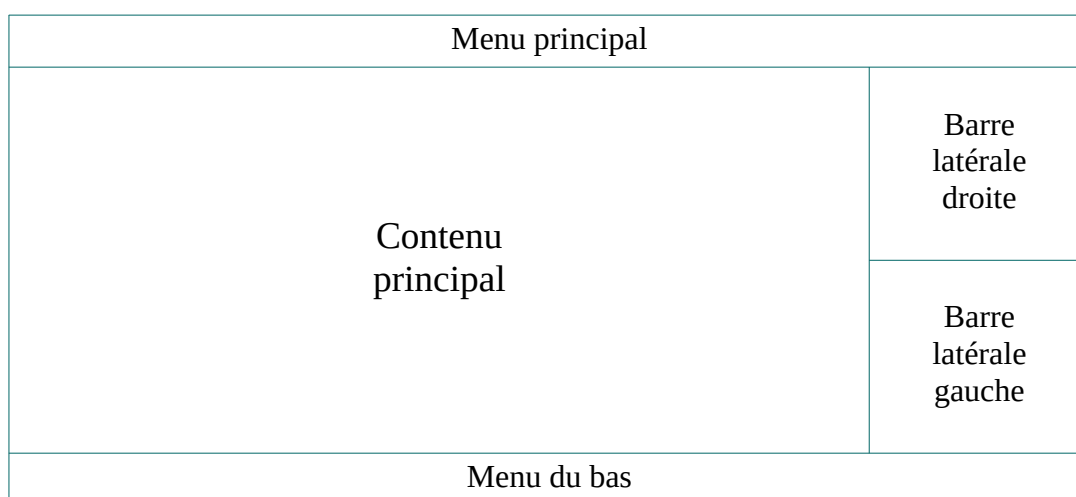 Menu principal
Contenu
principal
Barre
latérale
droite
Barre
latérale
gauche
Menu du bas